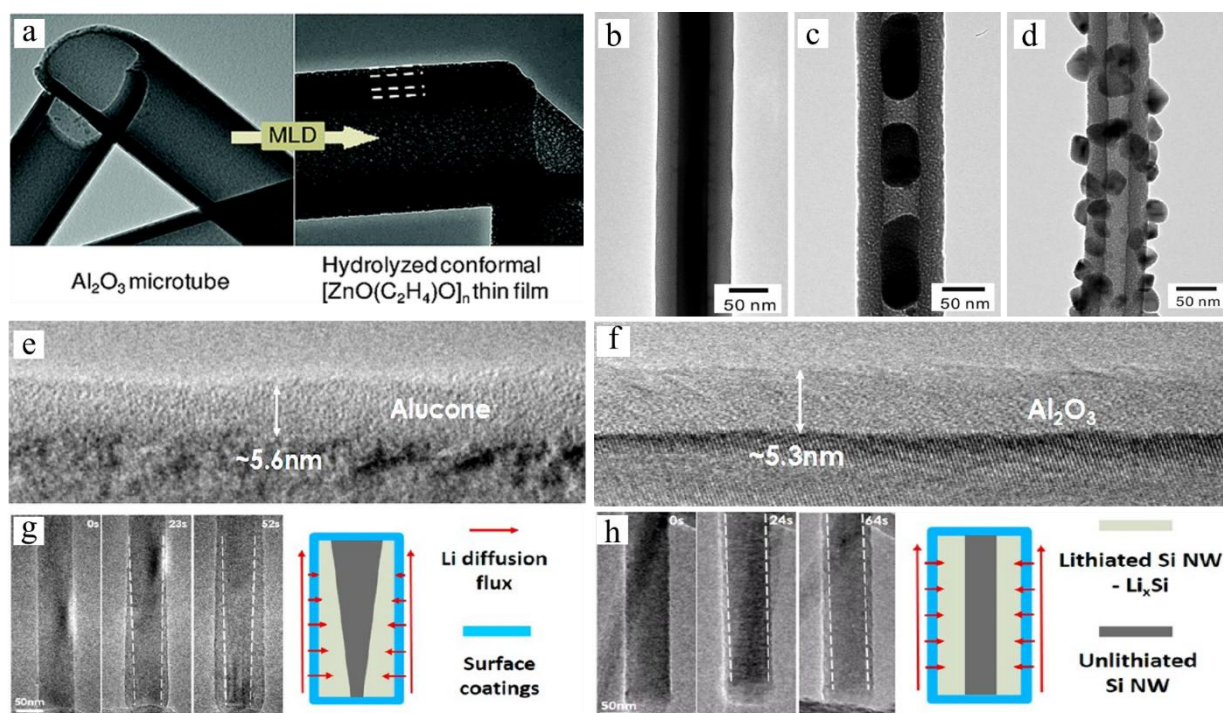 a
MLD
Al₂O₃ microtube
Hydrolyzed conformal
[ZnO(C₂H₄)O]ₙ thin film
b
50 nm
c
50 nm
d
50 nm
e
Alucone
~5.6nm
f
Al₂O₃
~5.3nm
g
0s
23s
52s
50nm
Li diffusion
flux
Surface
coatings
h
0s
24s
64s
50nm
Lithiated Si NW
- LiₓSi
Unlithiated
Si NW